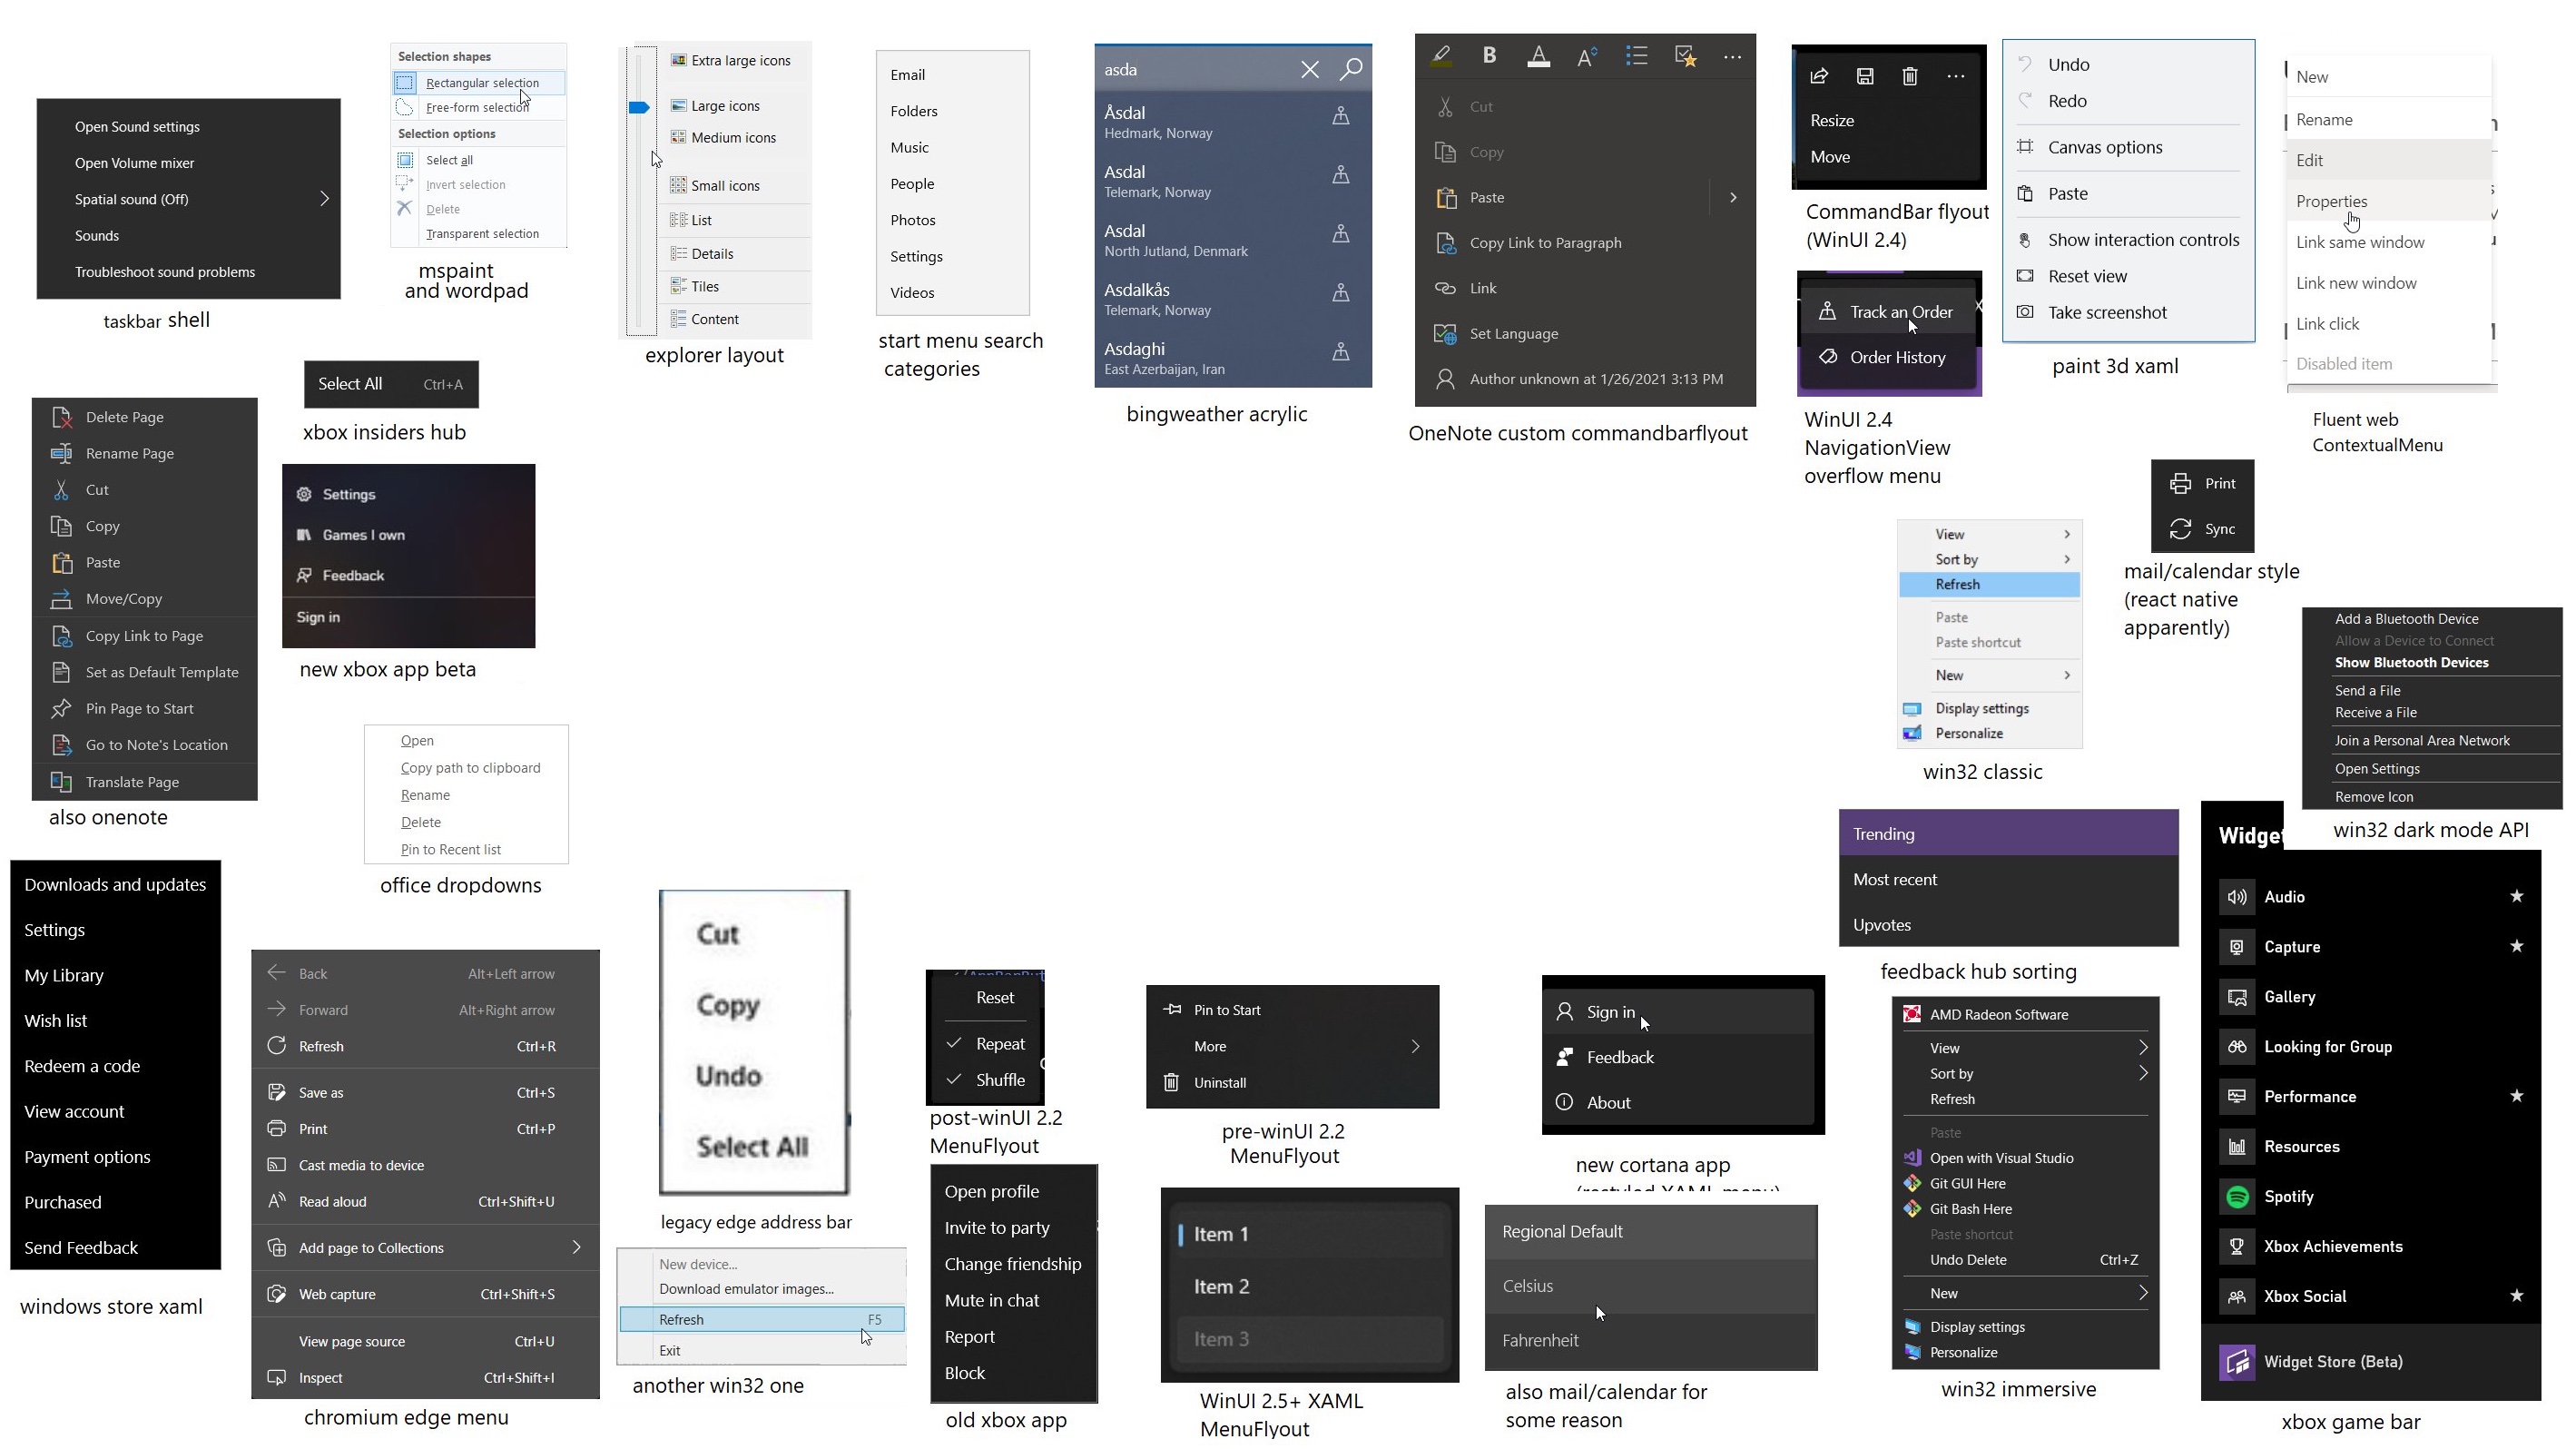 Open Sound settings
Open Volume mixer
Spatial sound (Off)
Sounds
Troubleshoot sound problems
taskbar shell
Selection shapes
Rectangular selection
Free-form selection
Selection options
Select all
Invert selection
Delete
Transparent selection
mspaint
and wordpad
Extra large icons
Large icons
Medium icons
Small icons
List
Details
Tiles
Content
explorer layout
Email
Folders
Music
People
Photos
Settings
Videos
start menu search
categories
asda
Åsdal
Hedmark, Norway
Asdal
Telemark, Norway
Asdal
North Jutland, Denmark
Asdalkås
Telemark, Norway
Asdaghi
East Azerbaijan, Iran
bingweather acrylic
B A A ...
Cut
Copy
Paste
Copy Link to Paragraph
Link
Set Language
Author unknown at 1/26/2021 3:13 PM
OneNote custom commandbarflyout
...
Resize
Move
CommandBar flyout
(WinUI 2.4)
Track an Order
Order History
WinUI 2.4
NavigationView
overflow menu
Undo
Redo
Canvas options
Paste
Show interaction controls
Reset view
Take screenshot
paint 3d xaml
New
Rename
Edit
Properties
Link same window
Link new window
Link click
Disabled item
Fluent web
ContextualMenu
Select All Ctrl+A
xbox insiders hub
Delete Page
Rename Page
Cut
Copy
Paste
Move/Copy
Copy Link to Page
Set as Default Template
Pin Page to Start
Go to Note's Location
Translate Page
also onenote
Settings
Games I own
Feedback
Sign in
new xbox app beta
Open
Copy path to clipboard
Rename
Delete
Pin to Recent list
office dropdowns
Print
Sync
mail/calendar style
(react native
apparently)
View
Sort by
Refresh
Paste
Paste shortcut
New
Display settings
Personalize
win32 classic
Add a Bluetooth Device
Allow a Device to Connect
Show Bluetooth Devices
Send a File
Receive a File
Join a Personal Area Network
Open Settings
Remove Icon
win32 dark mode API
Downloads and updates
Settings
My Library
Wish list
Redeem a code
View account
Payment options
Purchased
Send Feedback
windows store xaml
Back Alt+Left arrow
Forward Alt+Right arrow
Refresh Ctrl+R
Save as Ctrl+S
Print Ctrl+P
Cast media to device
Read aloud Ctrl+Shift+U
Add page to Collections
Web capture Ctrl+Shift+S
View page source Ctrl+U
Inspect Ctrl+Shift+I
chromium edge menu
Cut
Copy
Undo
Select All
legacy edge address bar
New device...
Download emulator images...
Refresh F5
Exit
another win32 one
Reset
Repeat
Shuffle
post-winUI 2.2
MenuFlyout
Open profile
Invite to party
Change friendship
Mute in chat
Report
Block
old xbox app
Pin to Start
More
Uninstall
pre-winUI 2.2
MenuFlyout
Item 1
Item 2
Item 3
WinUI 2.5+ XAML
MenuFlyout
Sign in
Feedback
About
new cortana app
(restyled XAML menu)
Regional Default
Celsius
Fahrenheit
also mail/calendar for
some reason
Trending
Most recent
Upvotes
feedback hub sorting
AMD Radeon Software
View
Sort by
Refresh
Paste
Open with Visual Studio
Git GUI Here
Git Bash Here
Paste shortcut
Undo Delete Ctrl+Z
New
Display settings
Personalize
win32 immersive
Widget
Audio
Capture
Gallery
Looking for Group
Performance
Resources
Spotify
Xbox Achievements
Xbox Social
Widget Store (Beta)
xbox game bar